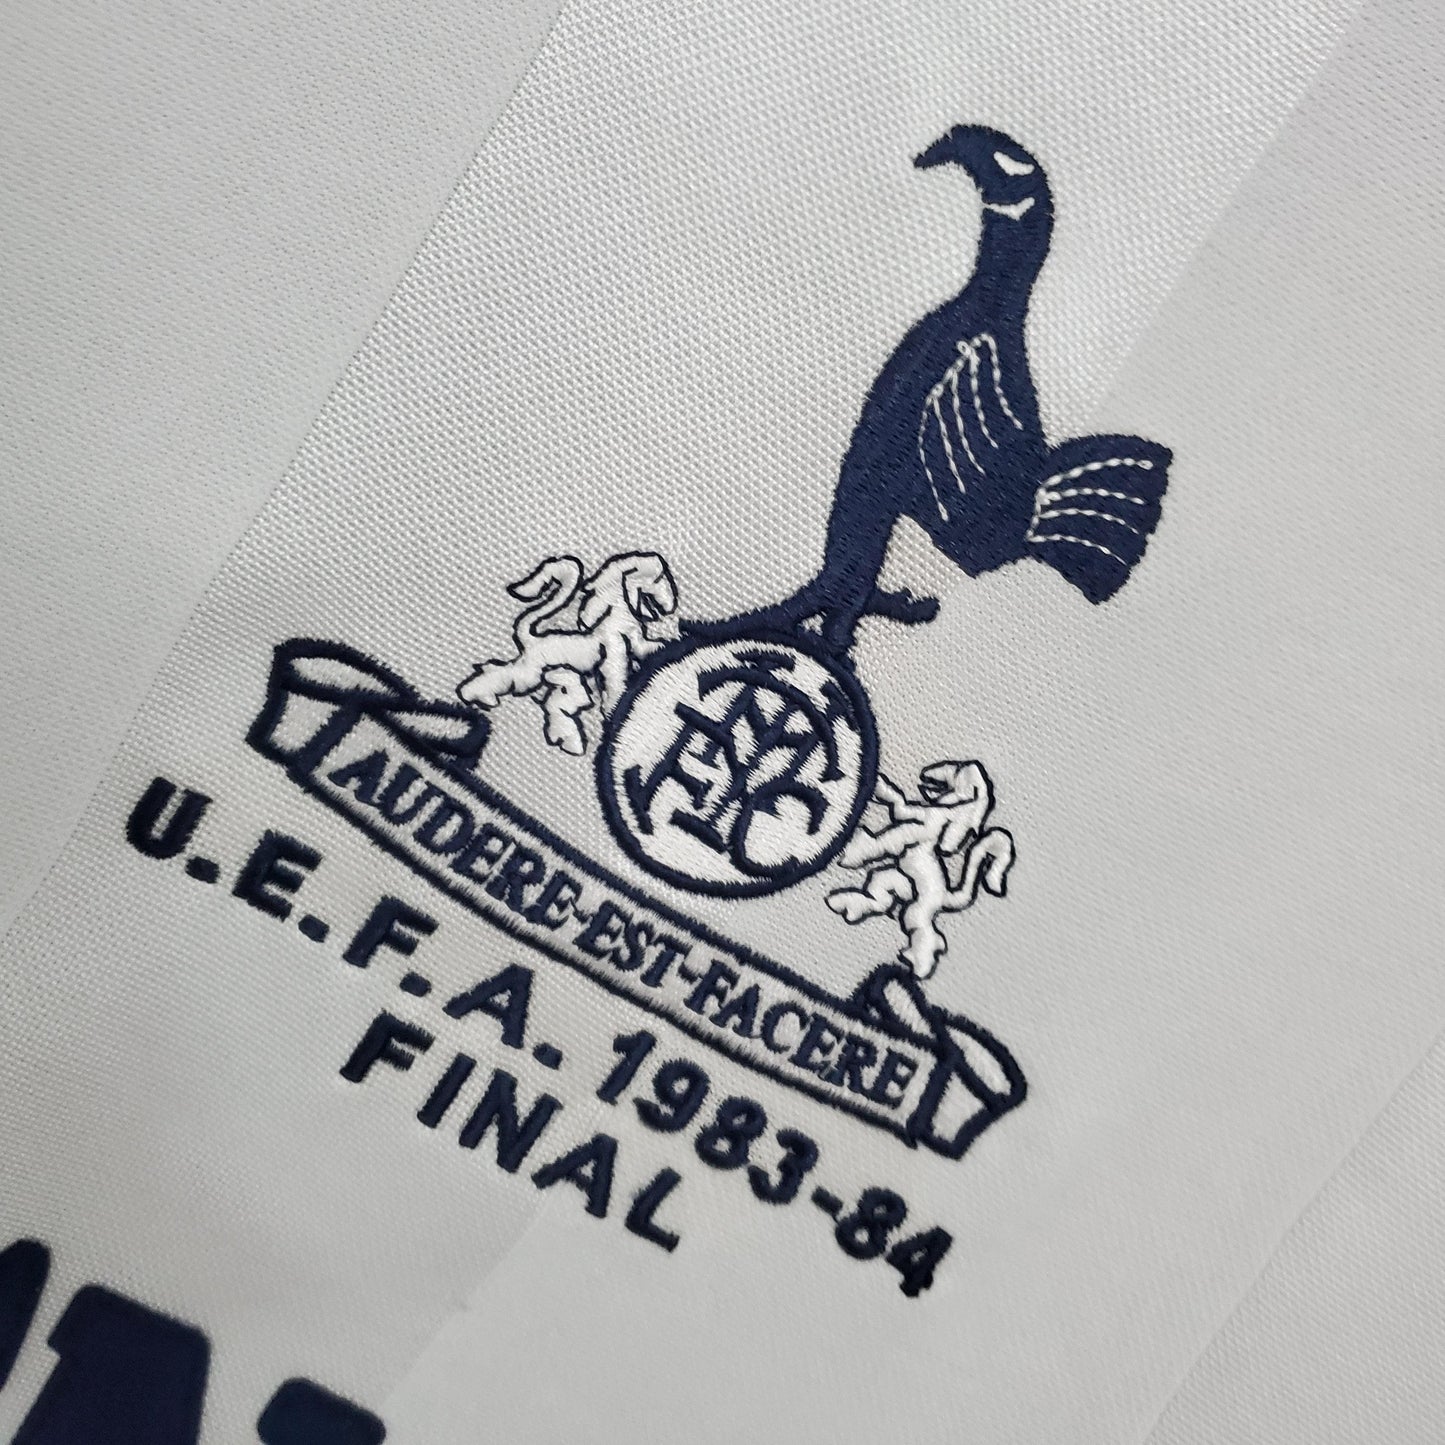 AUDERE-EST-FACERE
U.E.F.A. 1983-84
FINAL